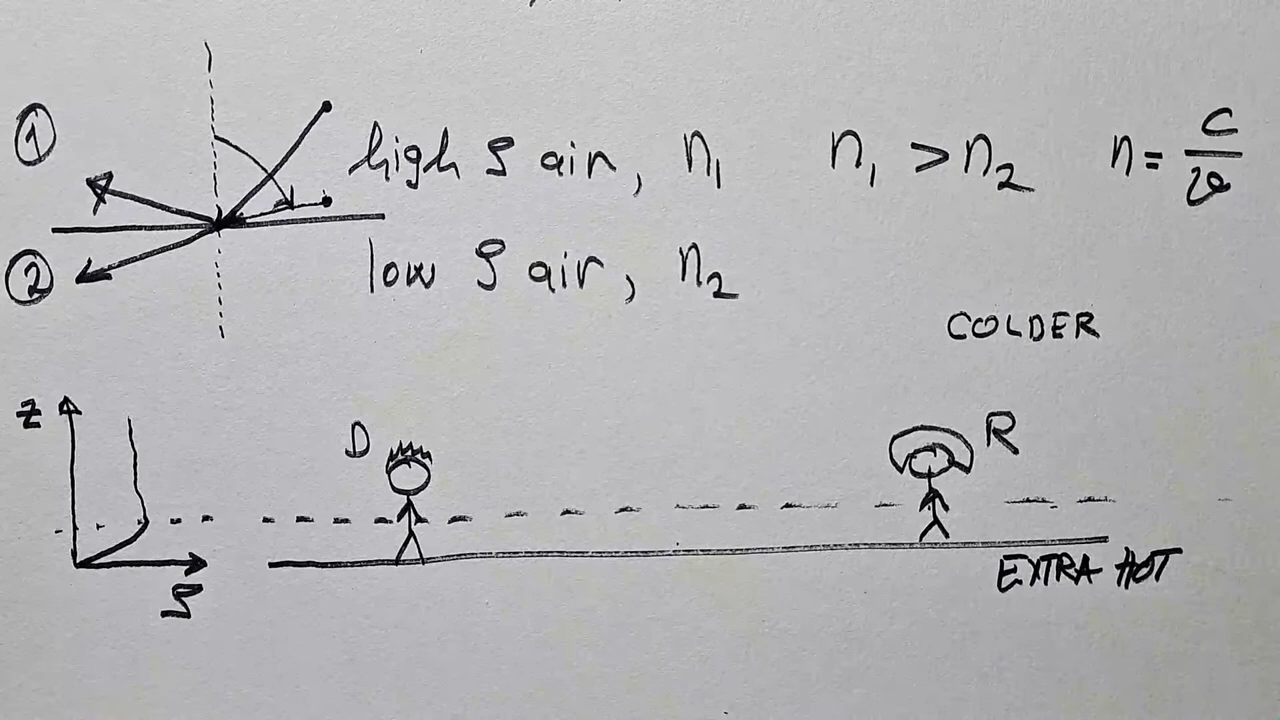 ①
high ρ air, n₁ n₁ > n₂ n = c/v
② low ρ air, n₂
COLDER
z D R
ρ EXTRA HOT